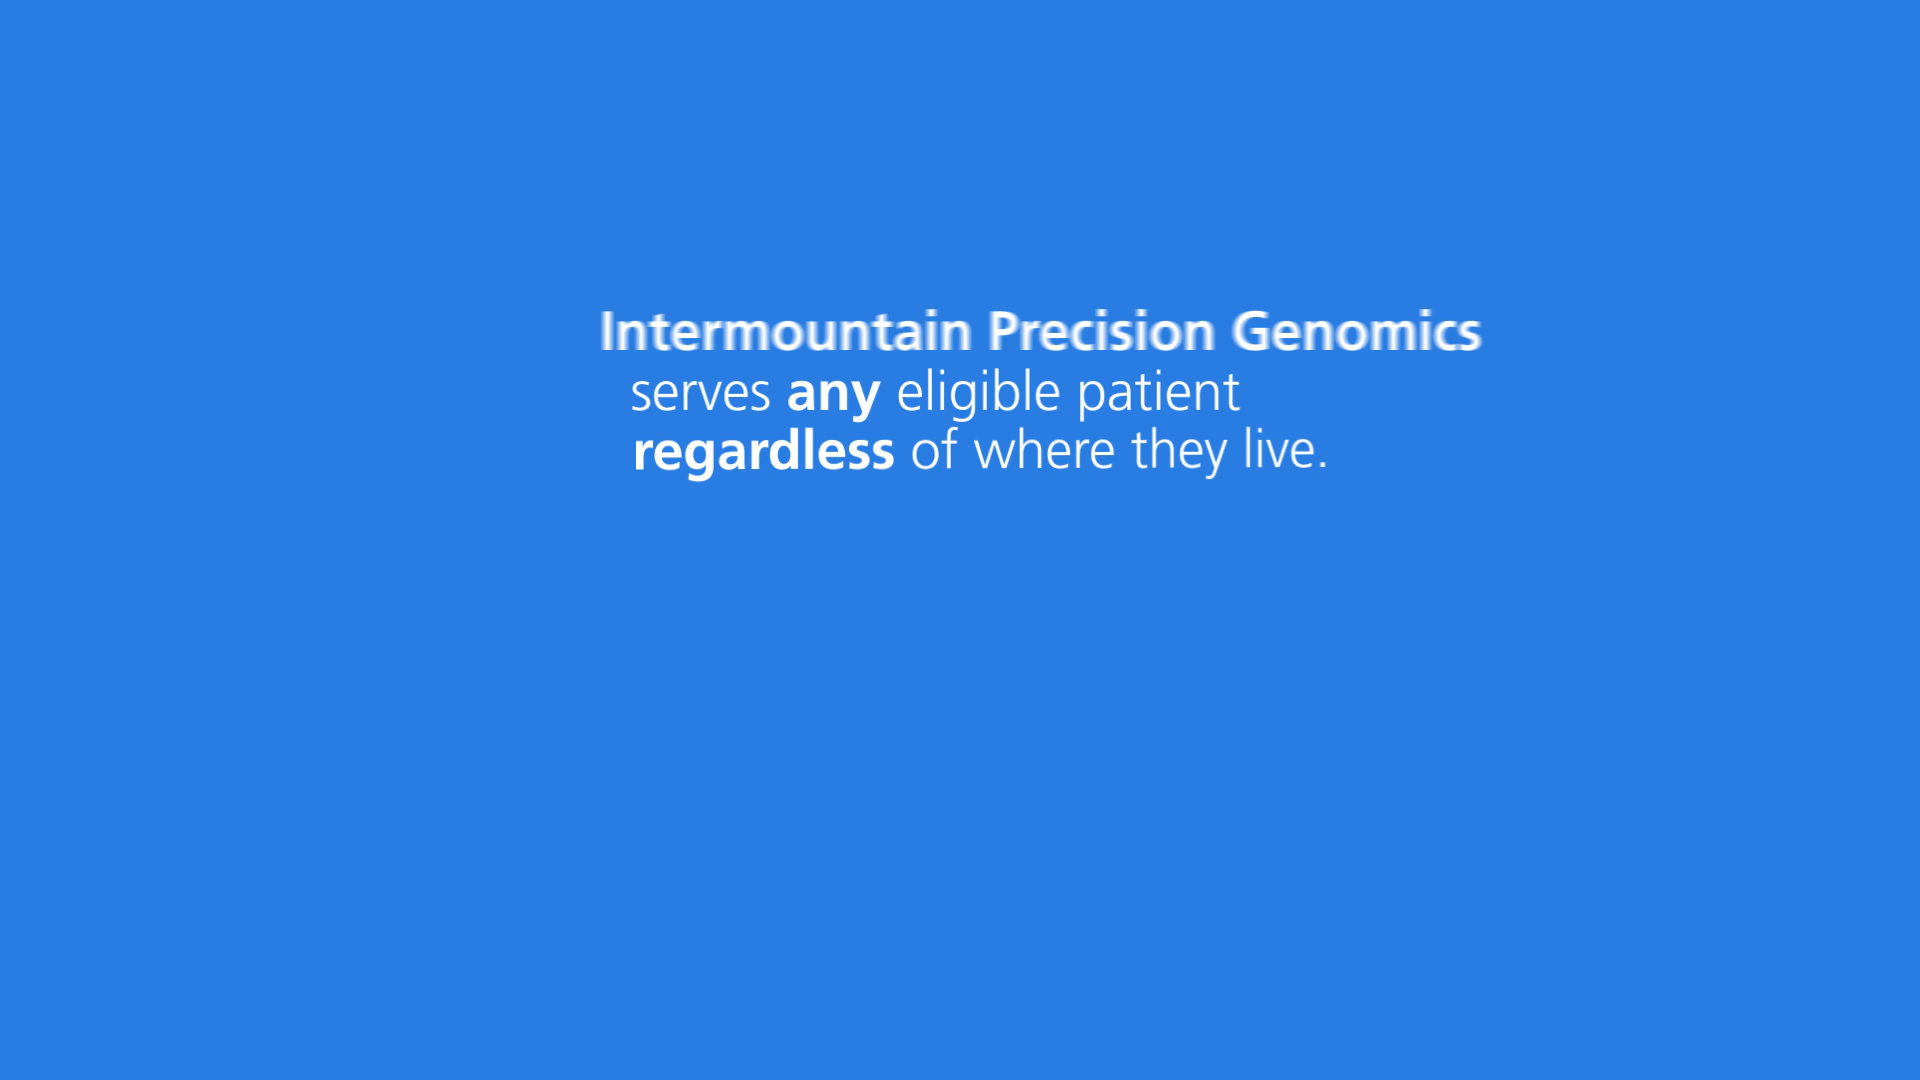 Intermountain Precision Genomics
serves any eligible patient
regardless of where they live.